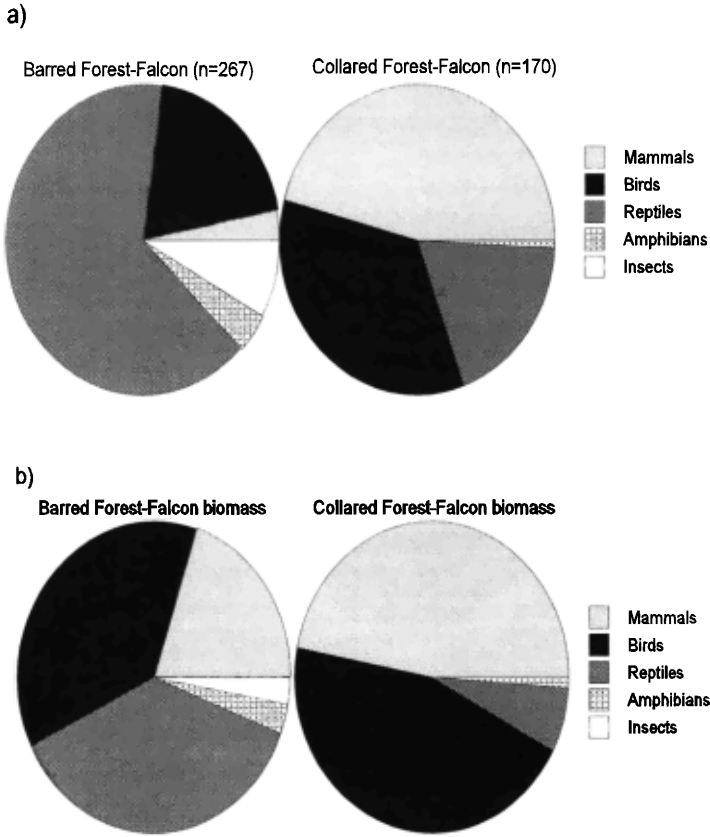 a)
Barred Forest-Falcon (n=267)
Collared Forest-Falcon (n=170)
Mammals
Birds
Reptiles
Amphibians
Insects
b)
Barred Forest-Falcon biomass
Collared Forest-Falcon biomass
Mammals
Birds
Reptiles
Amphibians
Insects